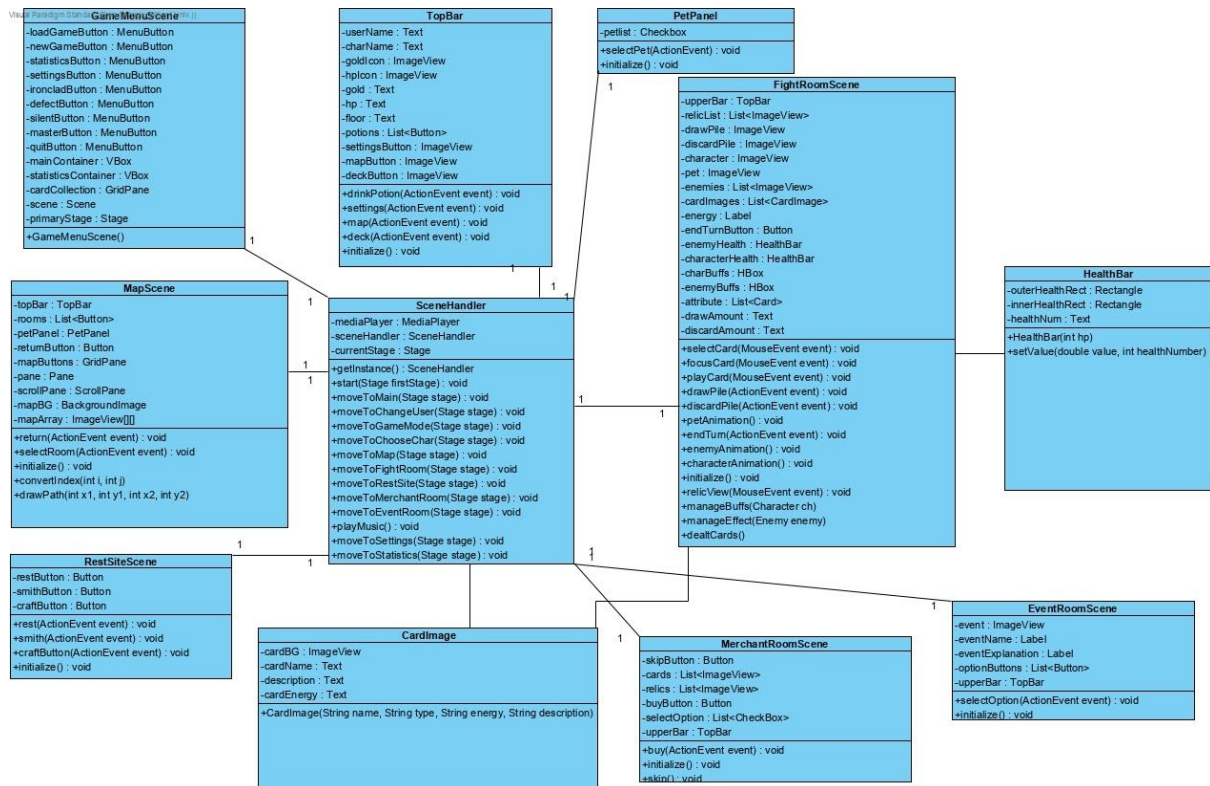 GameMenuScene
-loadGameButton : MenuButton
-newGameButton : MenuButton
-statisticsButton : MenuButton
-settingsButton : MenuButton
-ironcladButton : MenuButton
-defectButton : MenuButton
-silentButton : MenuButton
-masterButton : MenuButton
-quitButton : MenuButton
-mainContainer : VBox
-statisticsContainer : VBox
-cardCollection : GridPane
-scene : Scene
-primaryStage : Stage
+GameMenuScene()
1
1
TopBar
-userName : Text
-charName : Text
-goldIcon : ImageView
-hpIcon : ImageView
-gold : Text
-hp : Text
-floor : Text
-potions : List<Button>
-settingsButton : ImageView
-mapButton : ImageView
-deckButton : ImageView
+drinkPotion(ActionEvent event) : void
+settings(ActionEvent event) : void
+map(ActionEvent event) : void
+deck(ActionEvent event) : void
+initialize() : void
1
1
PetPanel
-petlist : Checkbox
+selectPet(ActionEvent) : void
+initialize() : void
1
1
FightRoomScene
-upperBar : TopBar
-relicList : List<ImageView>
-drawPile : ImageView
-discardPile : ImageView
-character : ImageView
-pet : ImageView
-enemies : List<ImageView>
-cardImages : List<CardImage>
-energy : Label
-endTurnButton : Button
-enemyHealth : HealthBar
-characterHealth : HealthBar
-charBuffs : HBox
-enemyBuffs : HBox
-attribute : List<Card>
-drawAmount : Text
-discardAmount : Text
+selectCard(MouseEvent event) : void
+focusCard(MouseEvent event) : void
+playCard(MouseEvent event) : void
+drawPile(ActionEvent event) : void
+discardPile(ActionEvent event) : void
+petAnimation() : void
+endTurn(ActionEvent event) : void
+enemyAnimation() : void
+characterAnimation() : void
+initialize() : void
+relicView(MouseEvent event) : void
+manageBuffs(Character ch)
+manageEffect(Enemy enemy)
+dealtCards()
HealthBar
-outerHealthRect : Rectangle
-innerHealthRect : Rectangle
-healthNum : Text
+HealthBar(int hp)
+setValue(double value, int healthNumber)
MapScene
-topBar : TopBar
-rooms : List<Button>
-petPanel : PetPanel
-returnButton : Button
-mapButtons : GridPane
-pane : Pane
-scrollPane : ScrollPane
-mapBG : BackgroundImage
-mapArray : ImageView[][]
+return(ActionEvent event) : void
+selectRoom(ActionEvent event) : void
+initialize() : void
+convertIndex(int i, int j)
+drawPath(int x1, int y1, int x2, int y2)
1
1
SceneHandler
-mediaPlayer : MediaPlayer
-sceneHandler : SceneHandler
-currentStage : Stage
+getInstance() : SceneHandler
+start(Stage firstStage) : void
+moveToMain(Stage stage) : void
+moveToChangeUser(Stage stage) : void
+moveToGameMode(Stage stage) : void
+moveToChooseChar(Stage stage) : void
+moveToMap(Stage stage) : void
+moveToFightRoom(Stage stage) : void
+moveToRestSite(Stage stage) : void
+moveToMerchantRoom(Stage stage) : void
+moveToEventRoom(Stage stage) : void
+playMusic() : void
+moveToSettings(Stage stage) : void
+moveToStatistics(Stage stage) : void
1
1
RestSiteScene
-restButton : Button
-smithButton : Button
-craftButton : Button
+rest(ActionEvent event) : void
+smith(ActionEvent event) : void
+craftButton(ActionEvent event) : void
+initialize() : void
1
1
CardImage
-cardBG : ImageView
-cardName : Text
-description : Text
-cardEnergy : Text
+CardImage(String name, String type, String energy, String description)
1
1
MerchantRoomScene
-skipButton : Button
-cards : List<ImageView>
-relics : List<ImageView>
-buyButton : Button
-selectOption : List<CheckBox>
-upperBar : TopBar
+buy(ActionEvent event) : void
+initialize() : void
+skip() : void
1
1
EventRoomScene
-event : ImageView
-eventName : Label
-eventExplanation : Label
-optionButtons : List<Button>
-upperBar : TopBar
+selectOption(ActionEvent event) : void
+initialize() : void